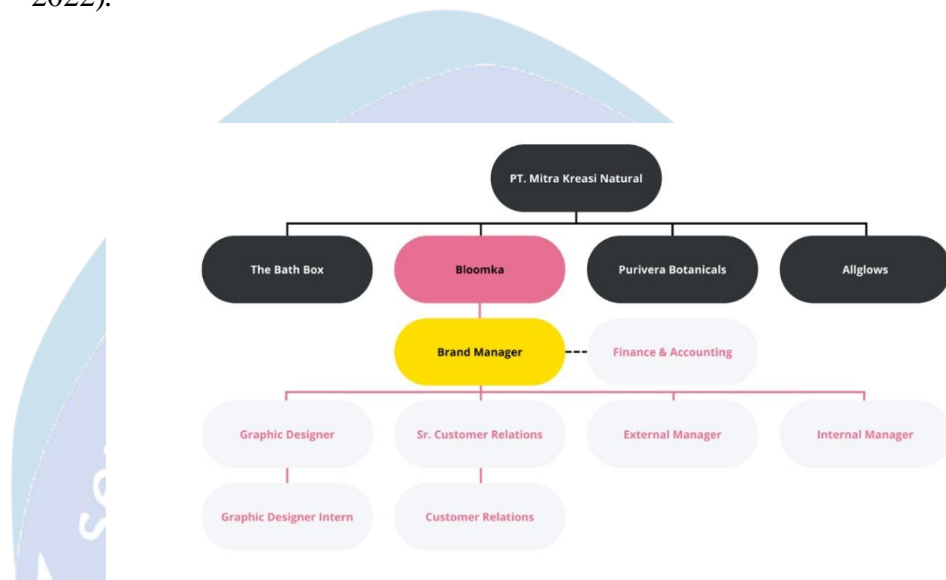 2022).
PT. Mitra Kreasi Natural
The Bath Box
Bloomka
Purivera Botanicals
Allglows
Brand Manager
Finance & Accounting
Graphic Designer
Sr. Customer Relations
External Manager
Internal Manager
Graphic Designer Intern
Customer Relations